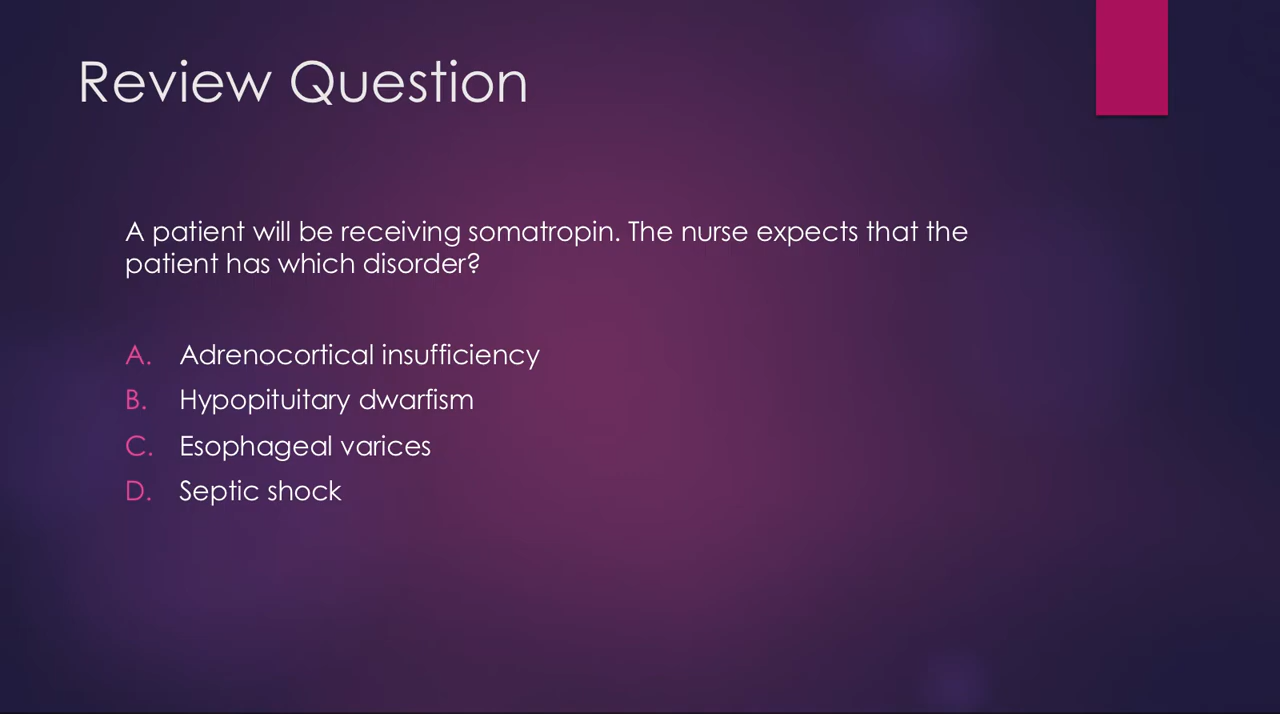 Review Question
A patient will be receiving somatropin. The nurse expects that the
patient has which disorder?
A. Adrenocortical insufficiency
B. Hypopituitary dwarfism
C. Esophageal varices
D. Septic shock